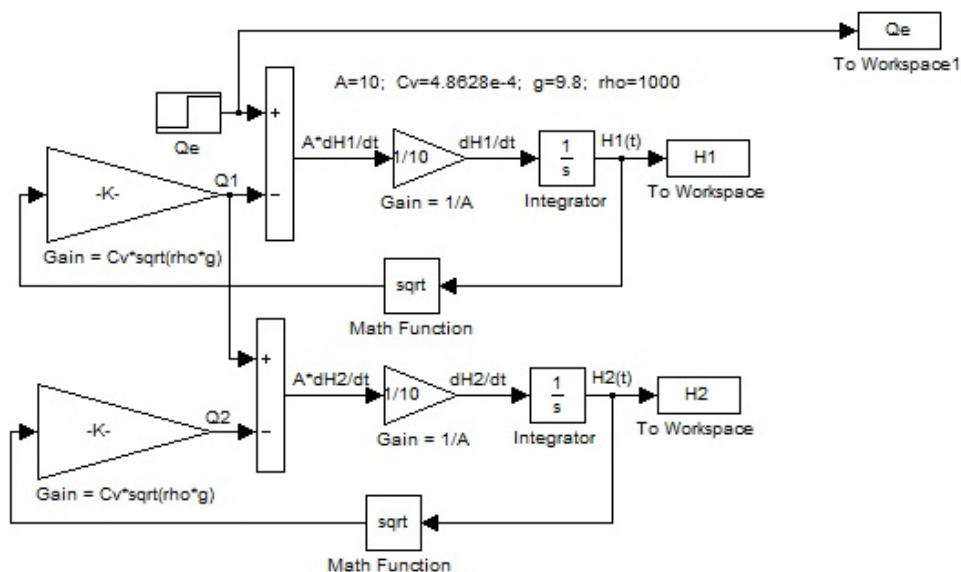 Qe
To Workspace1
A=10; Cv=4.8628e-4; g=9.8; rho=1000
+
Qe
A*dH1/dt
1/10
dH1/dt
1
s
H1(t)
H1
To Workspace
Gain = 1/A
Integrator
-K-
Q1
−
Gain = Cv*sqrt(rho*g)
sqrt
Math Function
+
A*dH2/dt
1/10
dH2/dt
1
s
H2(t)
H2
To Workspace
Gain = 1/A
Integrator
-K-
Q2
−
Gain = Cv*sqrt(rho*g)
sqrt
Math Function